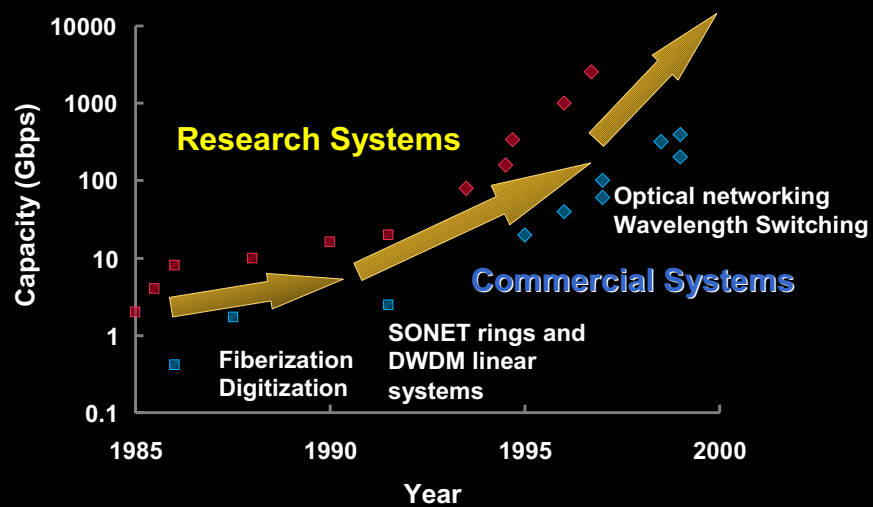 10000
1000
100
10
1
0.1
Capacity (Gbps)
Research Systems
Optical networking
Wavelength Switching
Commercial Systems
SONET rings and
DWDM linear
systems
Fiberization
Digitization
1985
1990
1995
2000
Year